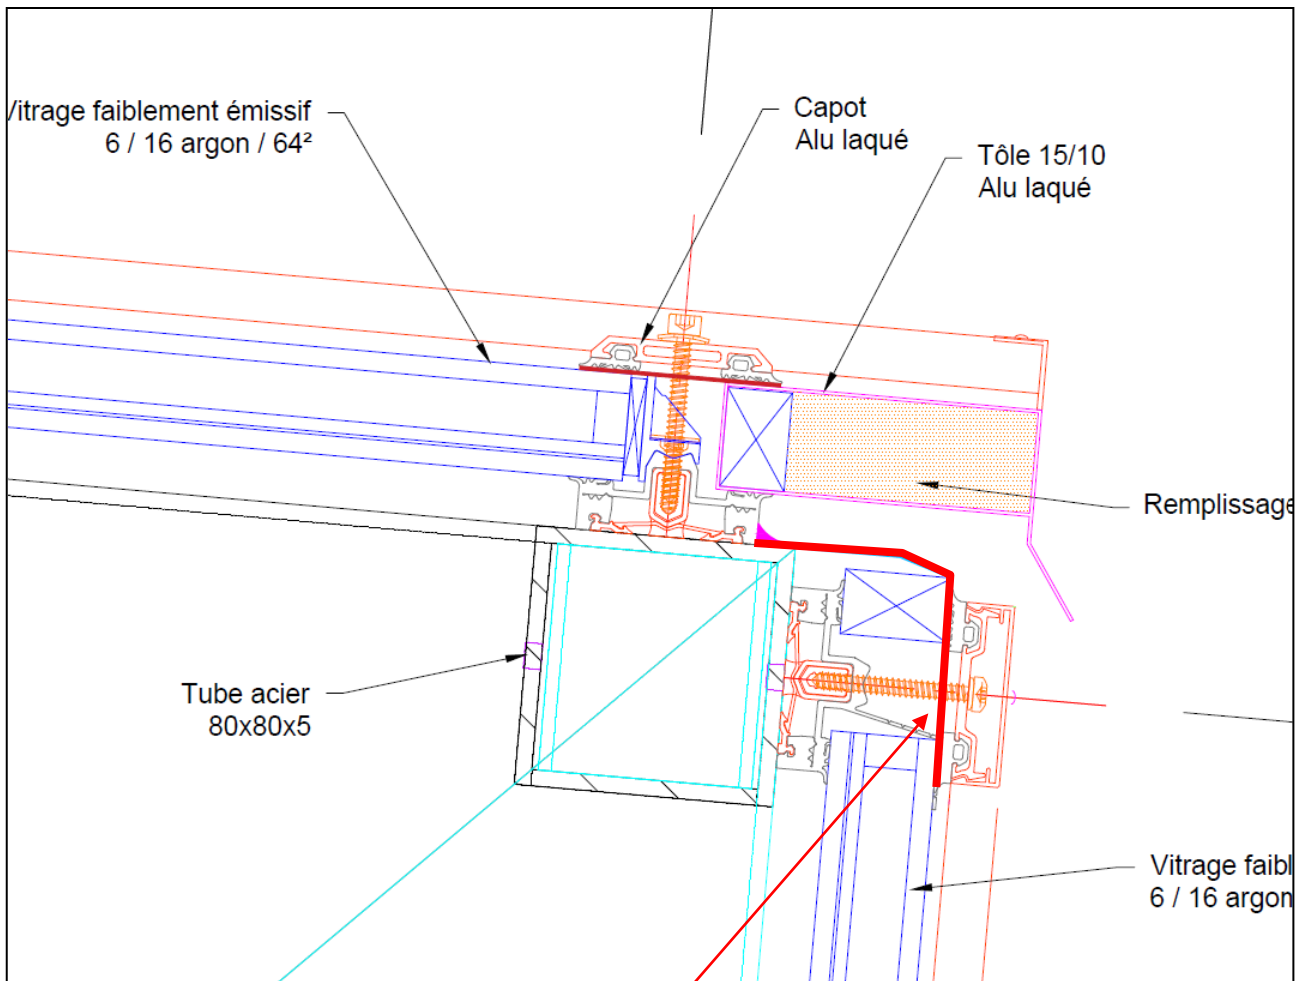 Vitrage faiblement émissif
6 / 16 argon / 64²
Capot
Alu laqué
Tôle 15/10
Alu laqué
Remplissage
Tube acier
80x80x5
Vitrage faibl
6 / 16 argon